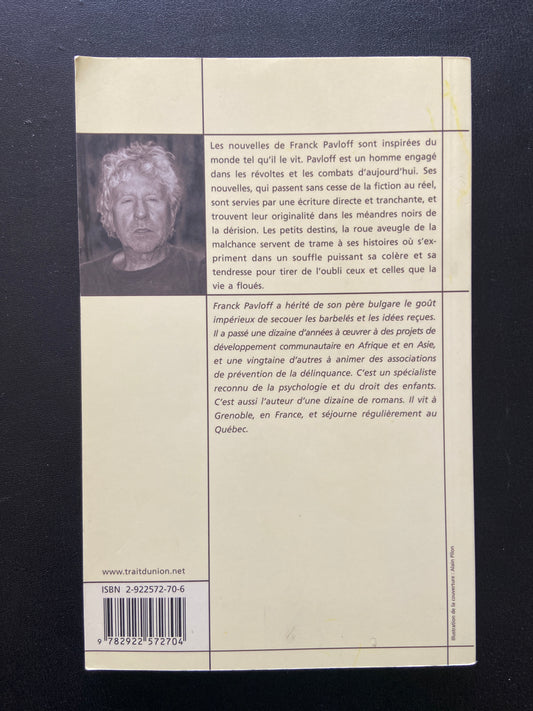 Les nouvelles de Franck Pavloff sont inspirées du
monde tel qu'il le vit. Pavloff est un homme engagé
dans les révoltes et les combats d'aujourd'hui. Ses
nouvelles, qui passent sans cesse de la fiction au réel,
sont servies par une écriture directe et tranchante, et
trouvent leur originalité dans les méandres noirs de
la dérision. Les petits destins, la roue aveugle de la
malchance servent de trame à ses histoires où s'ex-
priment dans un souffle puissant sa colère et sa
tendresse pour tirer de l'oubli ceux et celles que la
vie a floués.
Franck Pavloff a hérité de son père bulgare le goût
impérieux de secouer les barbelés et les idées reçues.
Il a passé une dizaine d'années à œuvrer à des projets de
développement communautaire en Afrique et en Asie,
et une vingtaine d'autres à animer des associations
de prévention de la délinquance. C'est un spécialiste
reconnu de la psychologie et du droit des enfants.
C'est aussi l'auteur d'une dizaine de romans. Il vit à
Grenoble, en France, et séjourne régulièrement au
Québec.
www.traitdunion.net
ISBN 2-922572-70-6
9 782922 572704
Illustration de la couverture : Alain Pilon